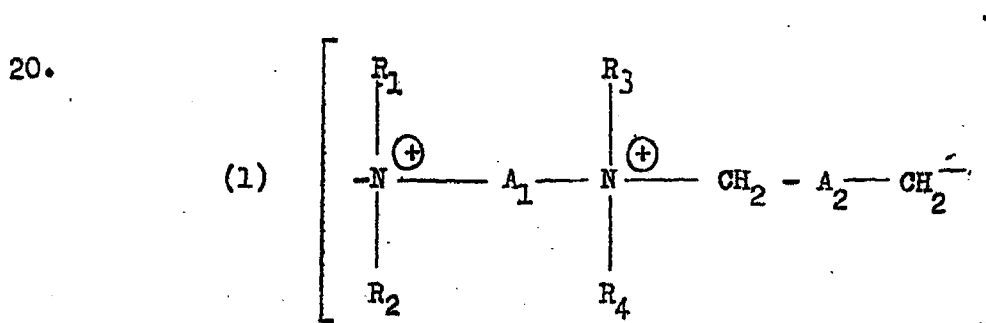 20.
R1 R3
(1) [ -N ⊕ — A1 — N ⊕ — CH2 - A2 — CH2 —
R2 R4